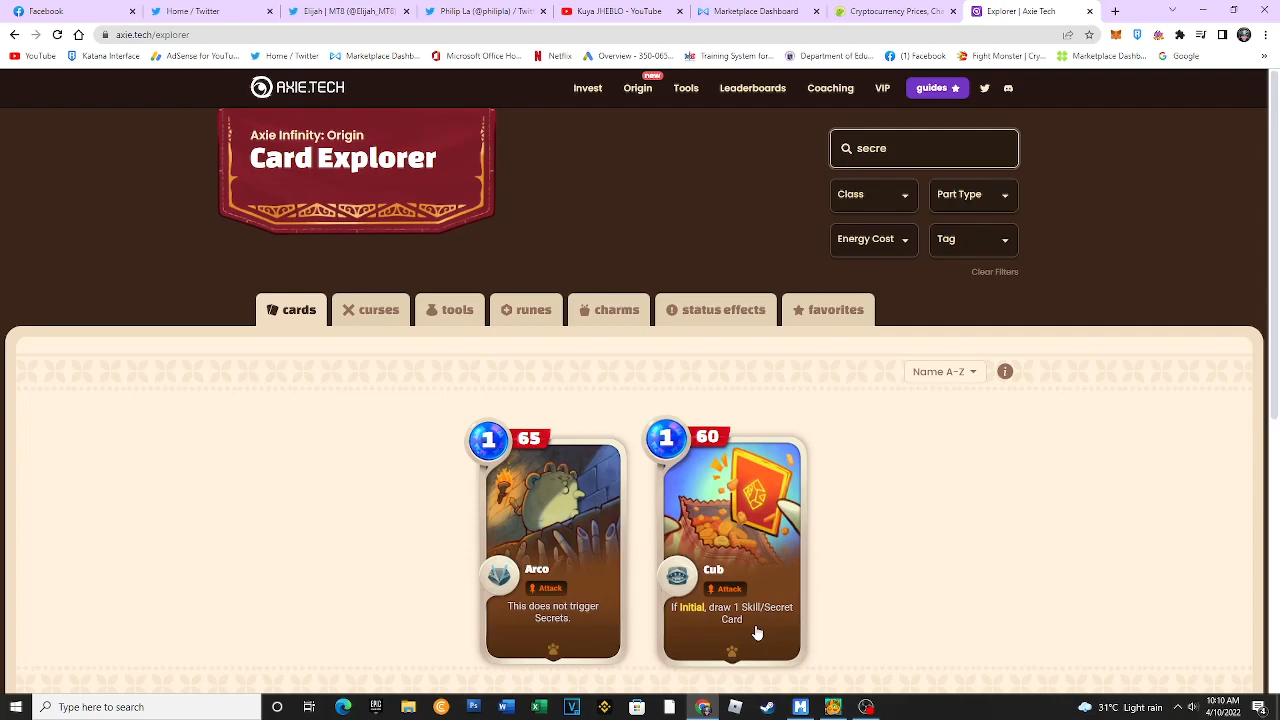 Facebook
Home / Twitter
Elijah | MT8 (@Elijah_MT8)
Philip La (@philipla) / Twitt
Kuya JHEBLO - YouTube
Marketplace Dashboard
Cryptocurrency Prices, Cha
Explore | Axie Tech
axie.tech/explorer
YouTube
Katana Interface
AdSense for YouTu...
Home / Twitter
Marketplace Dashb...
Microsoft Office Ho...
Netflix
Overview - 350-065...
Training System for...
Department of Educ...
(1) Facebook
Fight Monster | Cry...
Marketplace Dashb...
Google
»
AXIE.TECH
Invest
new
Origin
Tools
Leaderboards
Coaching
VIP
guides
Axie Infinity: Origin
Card Explorer
secre
Class
Part Type
Energy Cost
Tag
Clear Filters
cards
curses
tools
runes
charms
status effects
favorites
Name A-Z
i
1
65
Arco
Attack
This does not trigger
Secrets.
1
60
Cub
Attack
If Initial, draw 1 Skill/Secret
Card
Type here to search
31°C Light rain
10:10 AM
4/10/2022